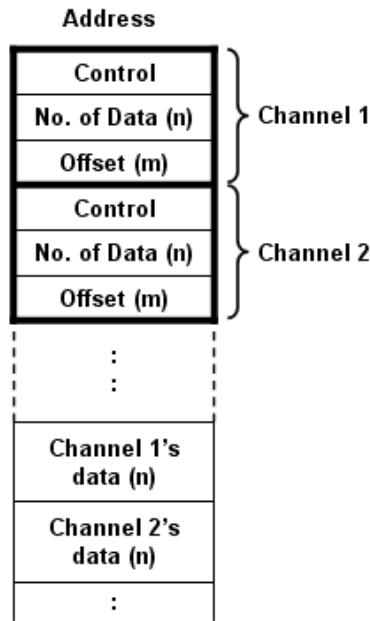 Address
Control
No. of Data (n)
Offset (m)
Channel 1
Control
No. of Data (n)
Offset (m)
Channel 2
:
:
Channel 1's
data (n)
Channel 2's
data (n)
: